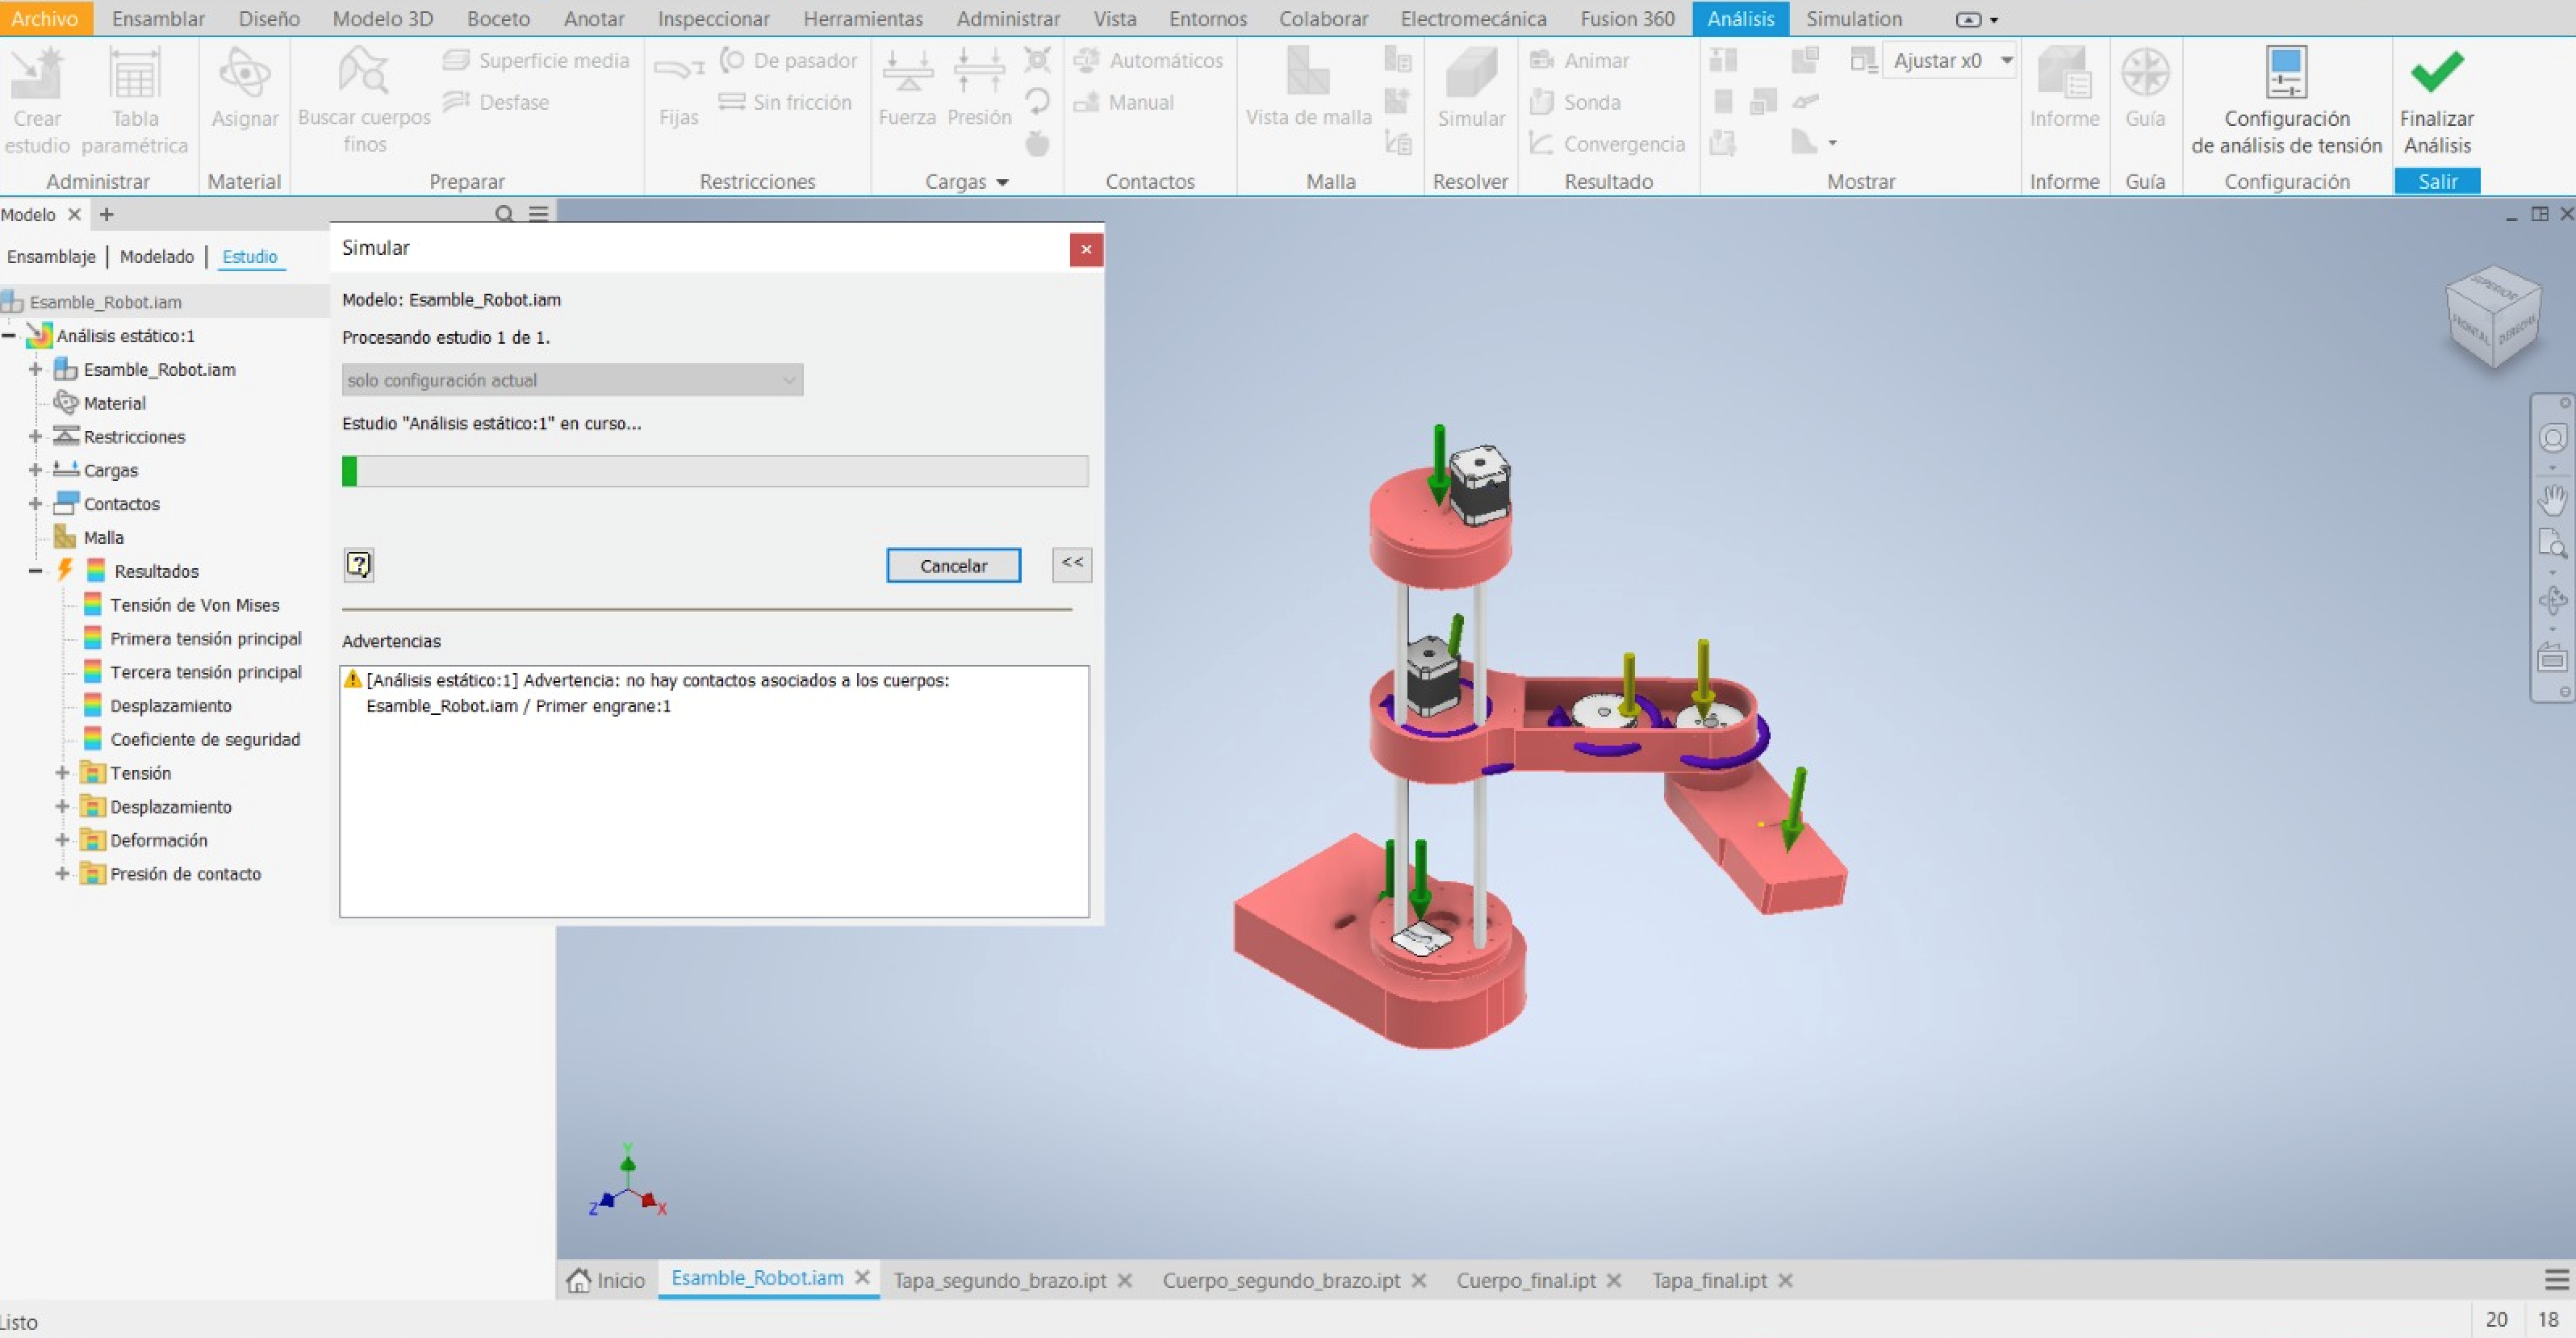 Archivo Ensamblar Diseño Modelo 3D Boceto Anotar Inspeccionar Herramientas Administrar Vista Entornos Colaborar Electromecánica Fusion 360 Análisis Simulation
Crear estudio
Tabla paramétrica
Administrar
Asignar
Material
Buscar cuerpos finos
Superficie media
Desfase
Preparar
Fijas
De pasador
Sin fricción
Restricciones
Fuerza
Presión
Cargas
Automáticos
Manual
Contactos
Vista de malla
Malla
Simular
Resolver
Animar
Sonda
Convergencia
Resultado
Ajustar x0
Mostrar
Informe
Informe
Guía
Guía
Configuración
de análisis de tensión
Configuración
Finalizar
Análisis
Salir
Modelo
Ensamblaje | Modelado | Estudio
Esamble_Robot.iam
Análisis estático:1
Esamble_Robot.iam
Material
Restricciones
Cargas
Contactos
Malla
Resultados
Tensión de Von Mises
Primera tensión principal
Tercera tensión principal
Desplazamiento
Coeficiente de seguridad
Tensión
Desplazamiento
Deformación
Presión de contacto
Simular
Modelo: Esamble_Robot.iam
Procesando estudio 1 de 1.
solo configuración actual
Estudio "Análisis estático:1" en curso...
Cancelar
<<
Advertencias
[Análisis estático:1] Advertencia: no hay contactos asociados a los cuerpos:
Esamble_Robot.iam / Primer engrane:1
SUPERIOR
FRONTAL
DERECHA
Y
Z
X
Inicio Esamble_Robot.iam Tapa_segundo_brazo.ipt Cuerpo_segundo_brazo.ipt Cuerpo_final.ipt Tapa_final.ipt
Listo
20 18